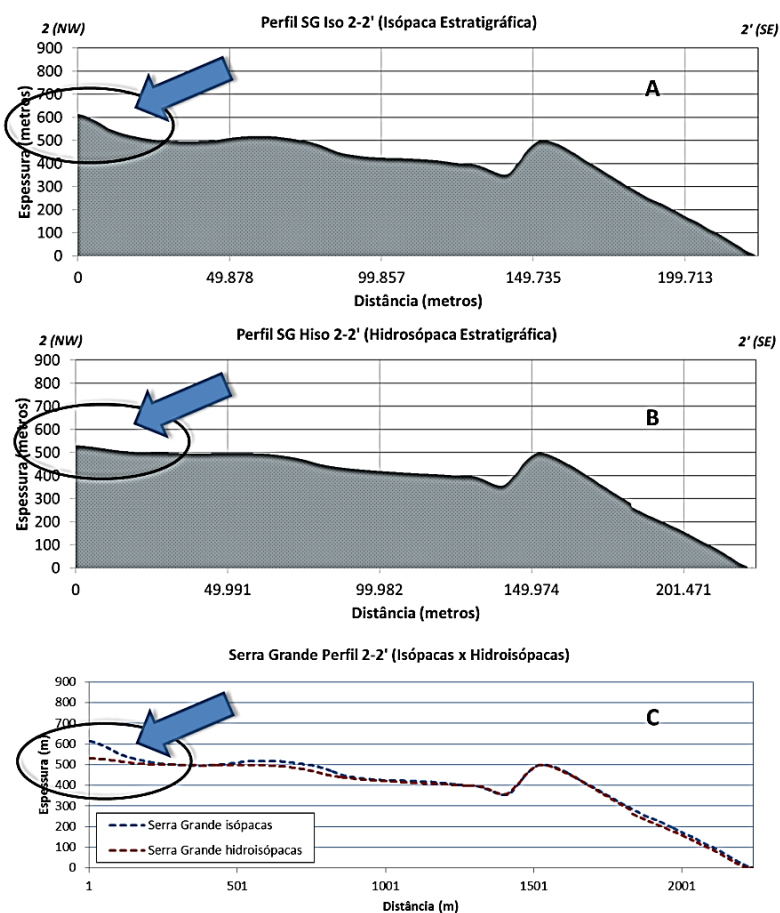 Perfil SG Iso 2-2' (Isópaca Estratigráfica)
2 (NW)
2' (SE)
Espessura (metros)
900
800
700
600
500
400
300
200
100
0
A
0 49.878 99.857 149.735 199.713
Distância (metros)
Perfil SG Hiso 2-2' (Hidrosópaca Estratigráfica)
2 (NW)
2' (SE)
Espessura (metros)
900
800
700
600
500
400
300
200
100
0
B
0 49.991 99.982 149.974 201.471
Distância (metros)
Serra Grande Perfil 2-2' (Isópacas x Hidroisópacas)
Espessura (m)
900
800
700
600
500
400
300
200
100
0
C
Serra Grande isópacas
Serra Grande hidroisópacas
1 501 1001 1501 2001
Distância (m)